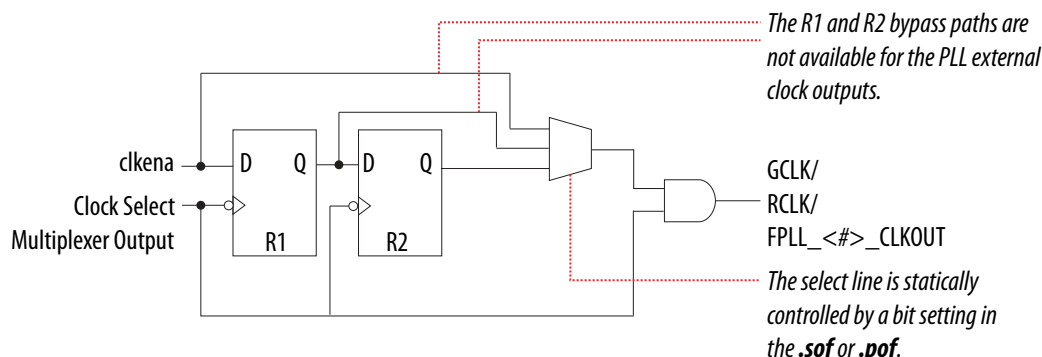 The R1 and R2 bypass paths are
not available for the PLL external
clock outputs.
clkena
D Q
D Q
Clock Select
Multiplexer Output
R1
R2
GCLK/
RCLK/
FPLL_<#>_CLKOUT
The select line is statically
controlled by a bit setting in
the .sof or .pof.